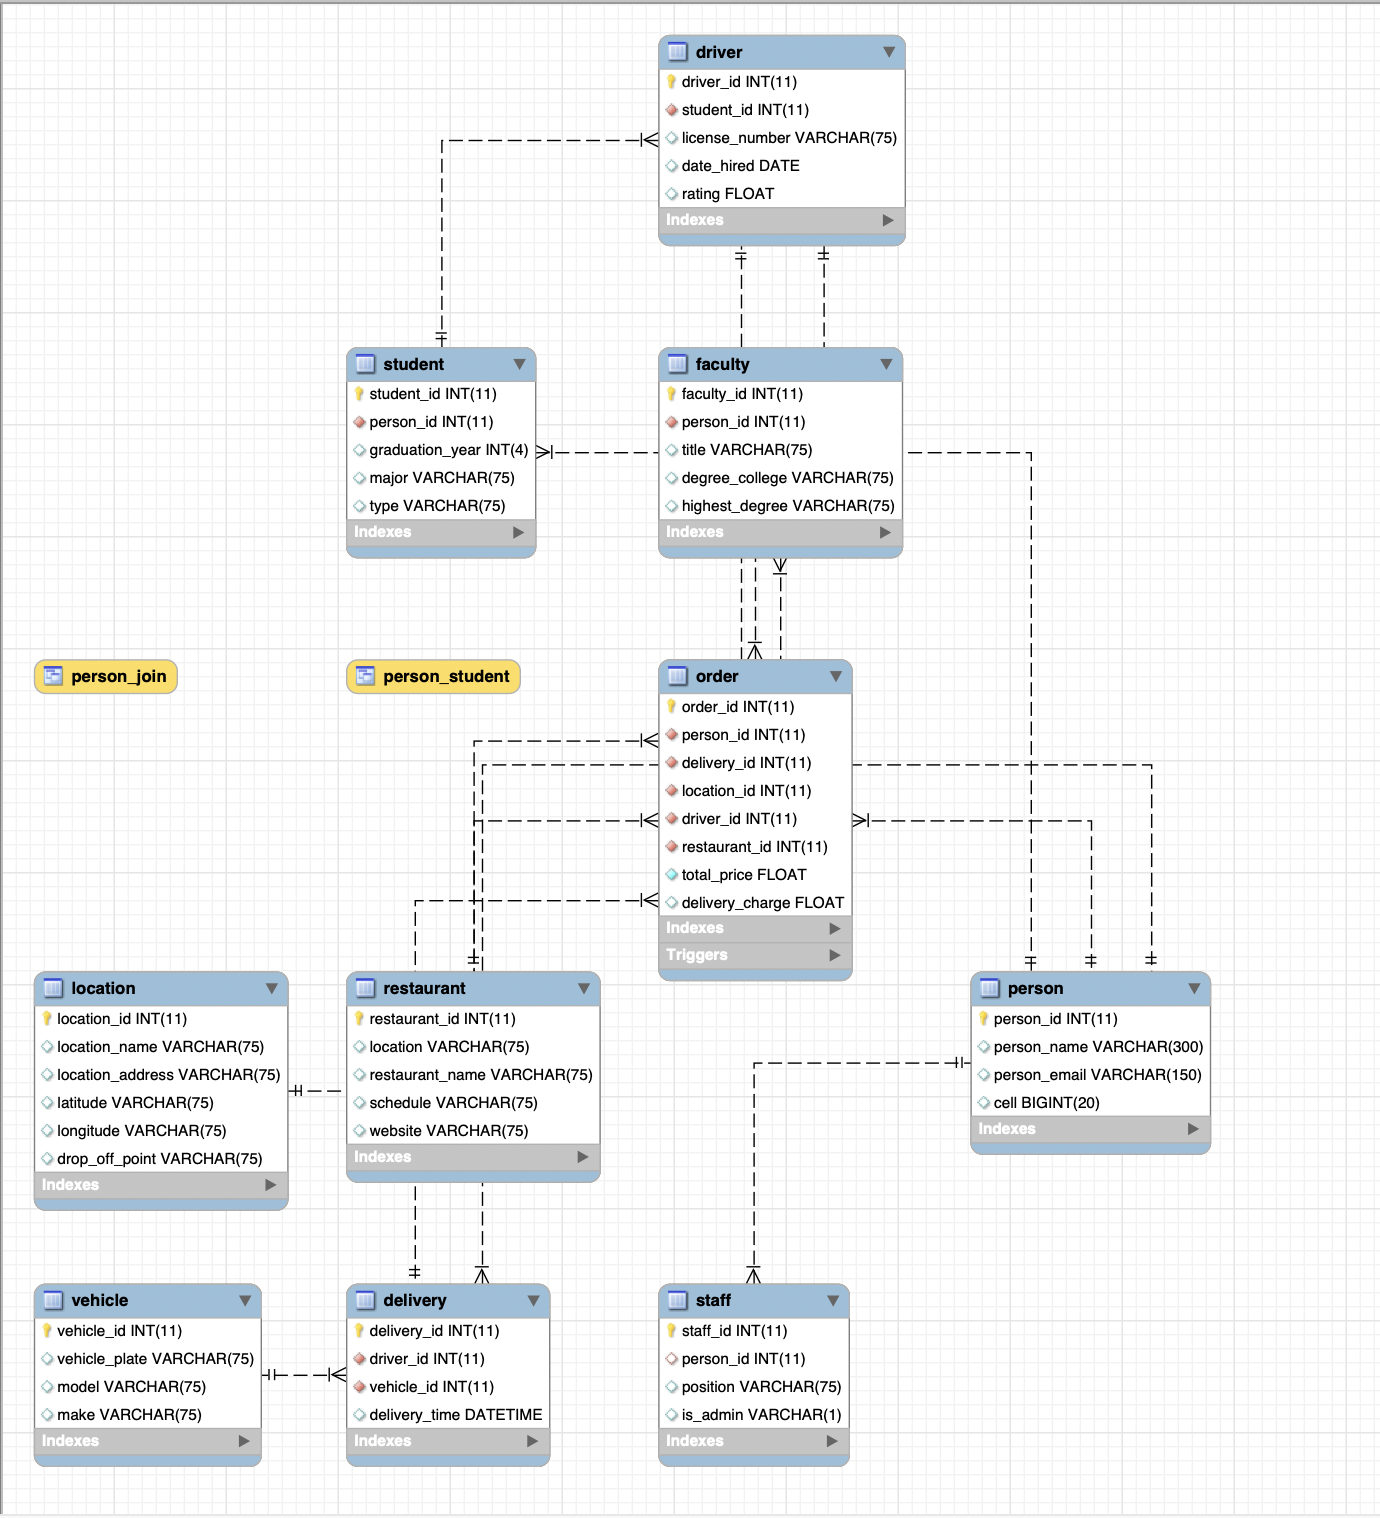 driver
driver_id INT(11)
student_id INT(11)
license_number VARCHAR(75)
date_hired DATE
rating FLOAT
Indexes
student
student_id INT(11)
person_id INT(11)
graduation_year INT(4)
major VARCHAR(75)
type VARCHAR(75)
Indexes
faculty
faculty_id INT(11)
person_id INT(11)
title VARCHAR(75)
degree_college VARCHAR(75)
highest_degree VARCHAR(75)
Indexes
person_join
person_student
order
order_id INT(11)
person_id INT(11)
delivery_id INT(11)
location_id INT(11)
driver_id INT(11)
restaurant_id INT(11)
total_price FLOAT
delivery_charge FLOAT
Indexes
Triggers
location
location_id INT(11)
location_name VARCHAR(75)
location_address VARCHAR(75)
latitude VARCHAR(75)
longitude VARCHAR(75)
drop_off_point VARCHAR(75)
Indexes
restaurant
restaurant_id INT(11)
location VARCHAR(75)
restaurant_name VARCHAR(75)
schedule VARCHAR(75)
website VARCHAR(75)
Indexes
person
person_id INT(11)
person_name VARCHAR(300)
person_email VARCHAR(150)
cell BIGINT(20)
Indexes
vehicle
vehicle_id INT(11)
vehicle_plate VARCHAR(75)
model VARCHAR(75)
make VARCHAR(75)
Indexes
delivery
delivery_id INT(11)
driver_id INT(11)
vehicle_id INT(11)
delivery_time DATETIME
Indexes
staff
staff_id INT(11)
person_id INT(11)
position VARCHAR(75)
is_admin VARCHAR(1)
Indexes